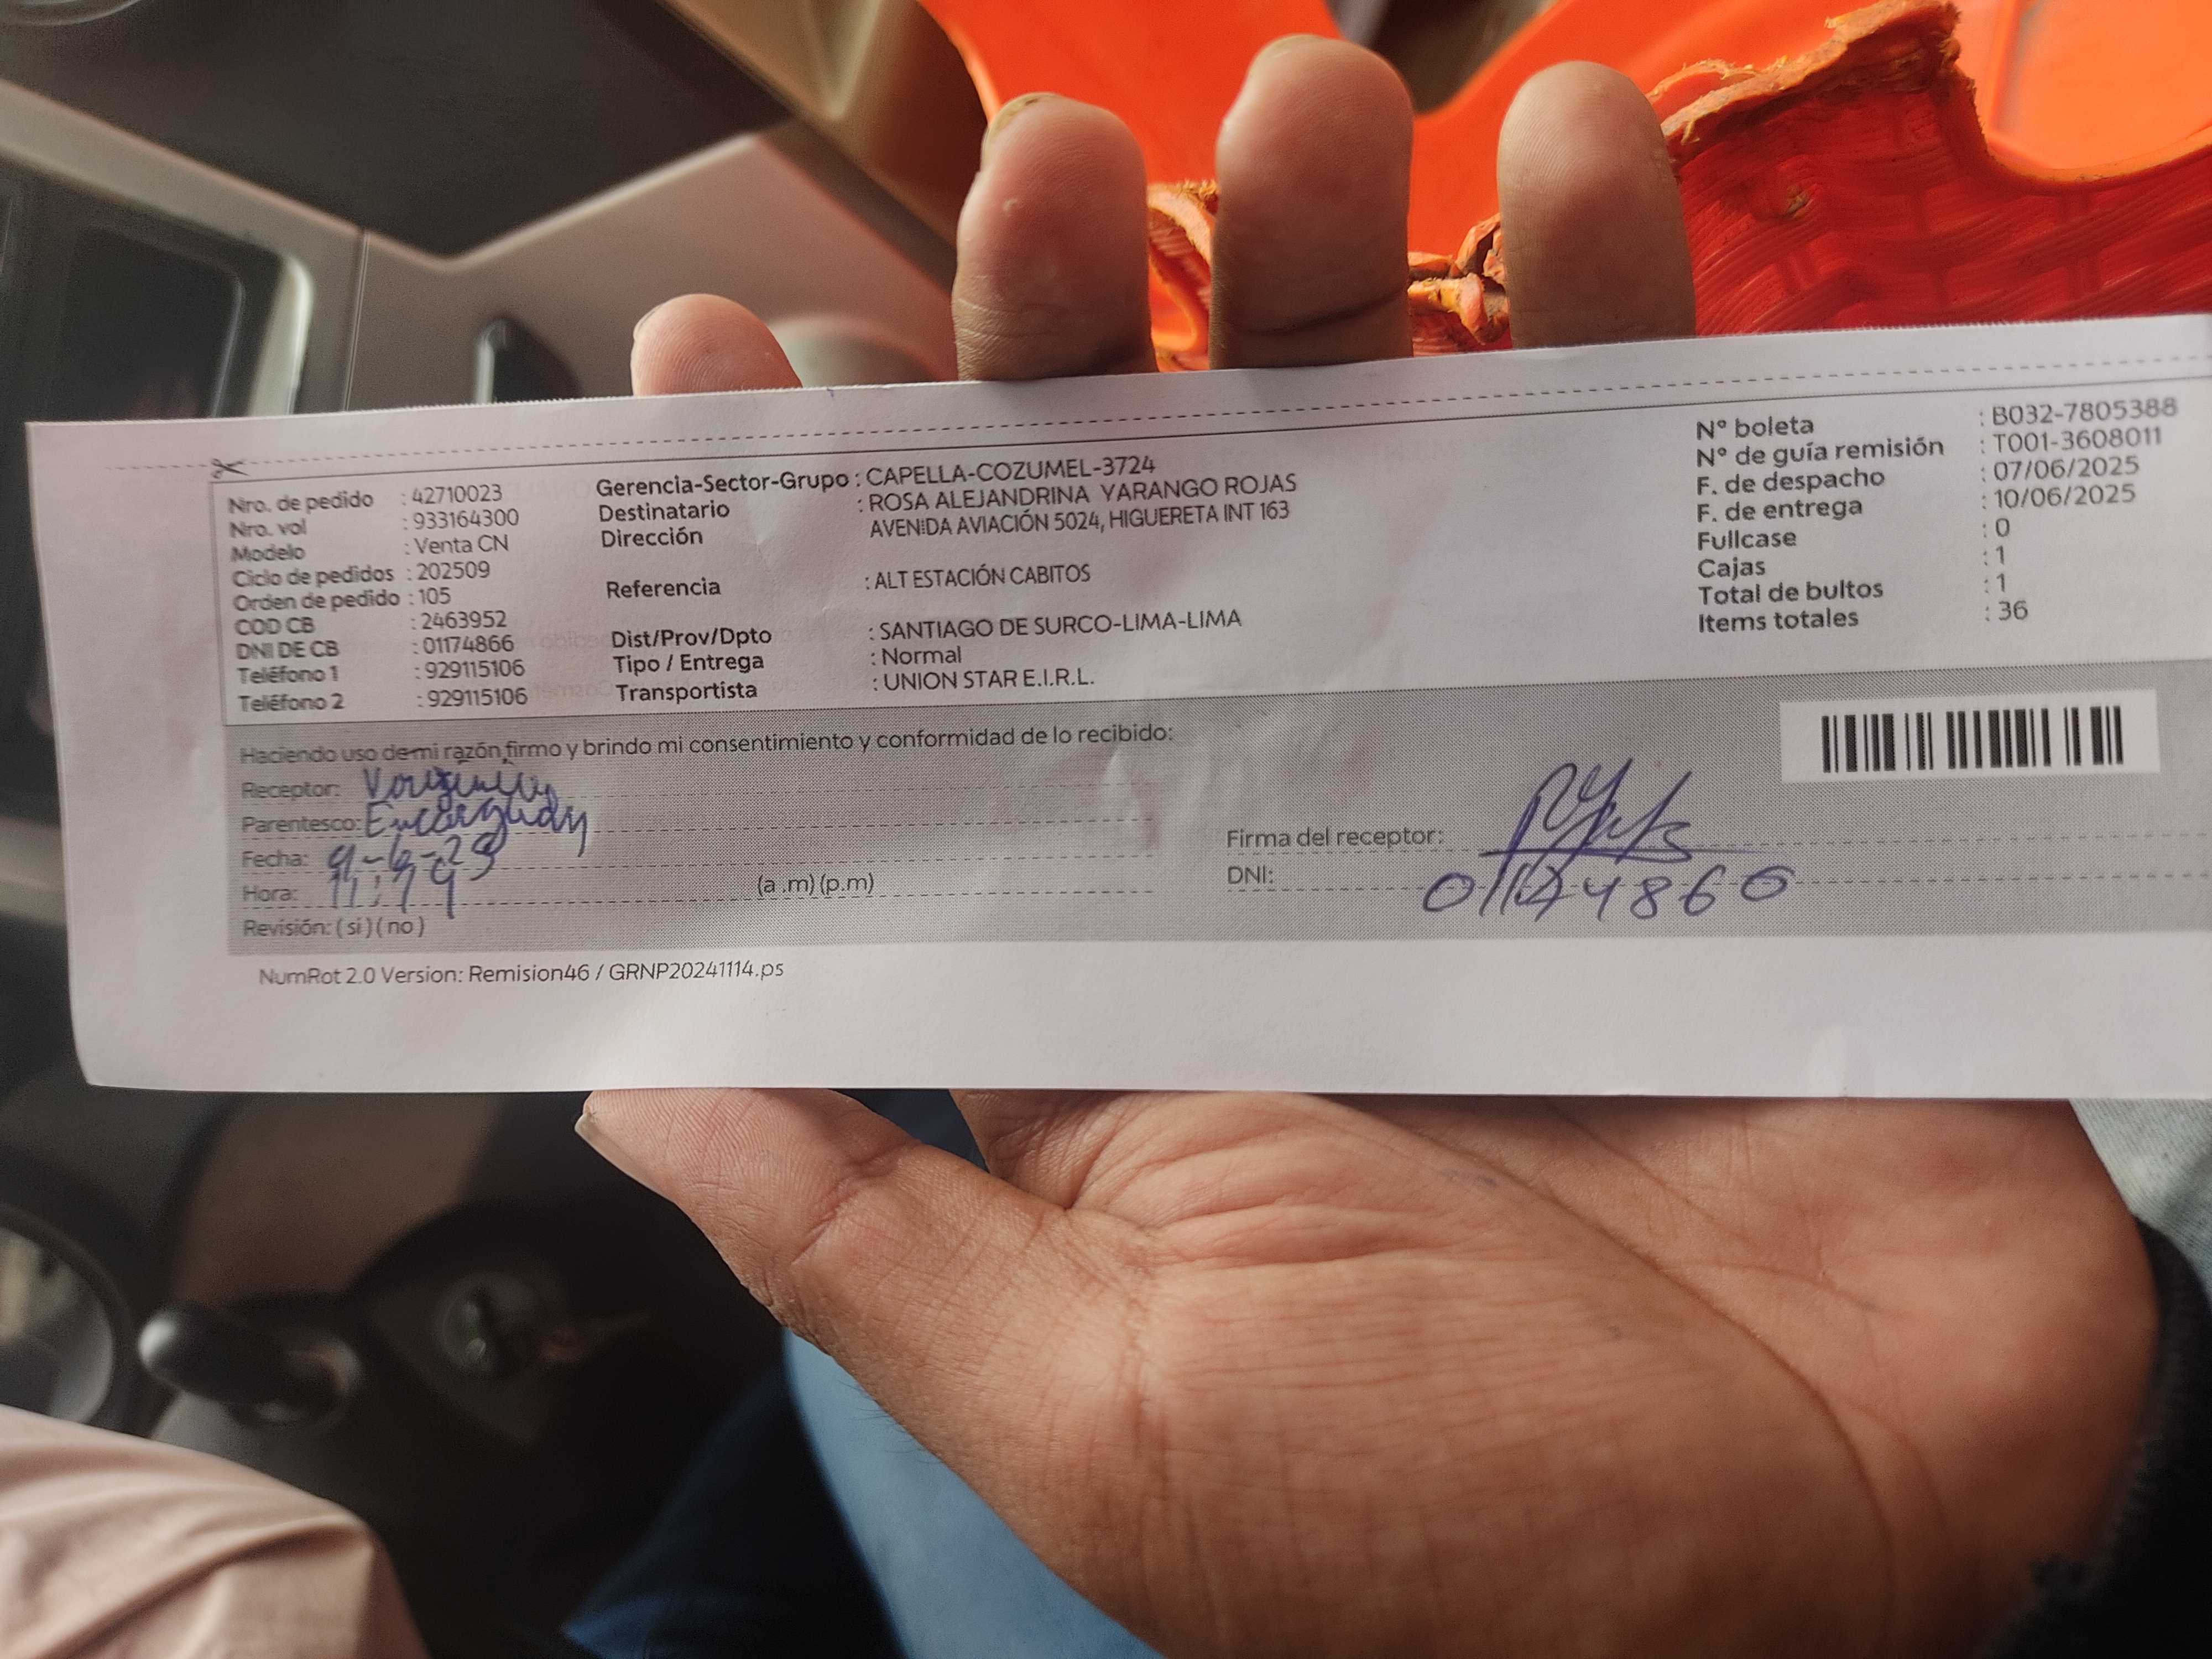 Nro. de pedido : 42710023
Nro. vol : 933164300
Modelo : Venta CN
Ciclo de pedidos : 202509
Orden de pedido : 105
COD CB : 2463952
DNI DE CB : 01174866
Teléfono 1 : 929115106
Teléfono 2 : 929115106
Gerencia-Sector-Grupo : CAPELLA-COZUMEL-3724
Destinatario : ROSA ALEJANDRINA YARANGO ROJAS
Dirección AVENIDA AVIACIÓN 5024, HIGUERETA INT 163
Referencia : ALT ESTACIÓN CABITOS
Dist/Prov/Dpto : SANTIAGO DE SURCO-LIMA-LIMA
Tipo / Entrega : Normal
Transportista : UNION STAR E.I.R.L.
N° boleta : B032-7805388
N° de guía remisión : T001-3608011
F. de despacho : 07/06/2025
F. de entrega : 10/06/2025
Fullcase : 0
Cajas : 1
Total de bultos : 1
Items totales : 36
Haciendo uso de mi razón, firmo y brindo mi consentimiento y conformidad de lo recibido:
Receptor:
Parentesco:
Fecha:
Hora: (a .m) (p.m)
Revisión: ( si ) ( no )
Firma del receptor:
DNI:
NumRot 2.0 Version: Remision46 / GRNP20241114.ps